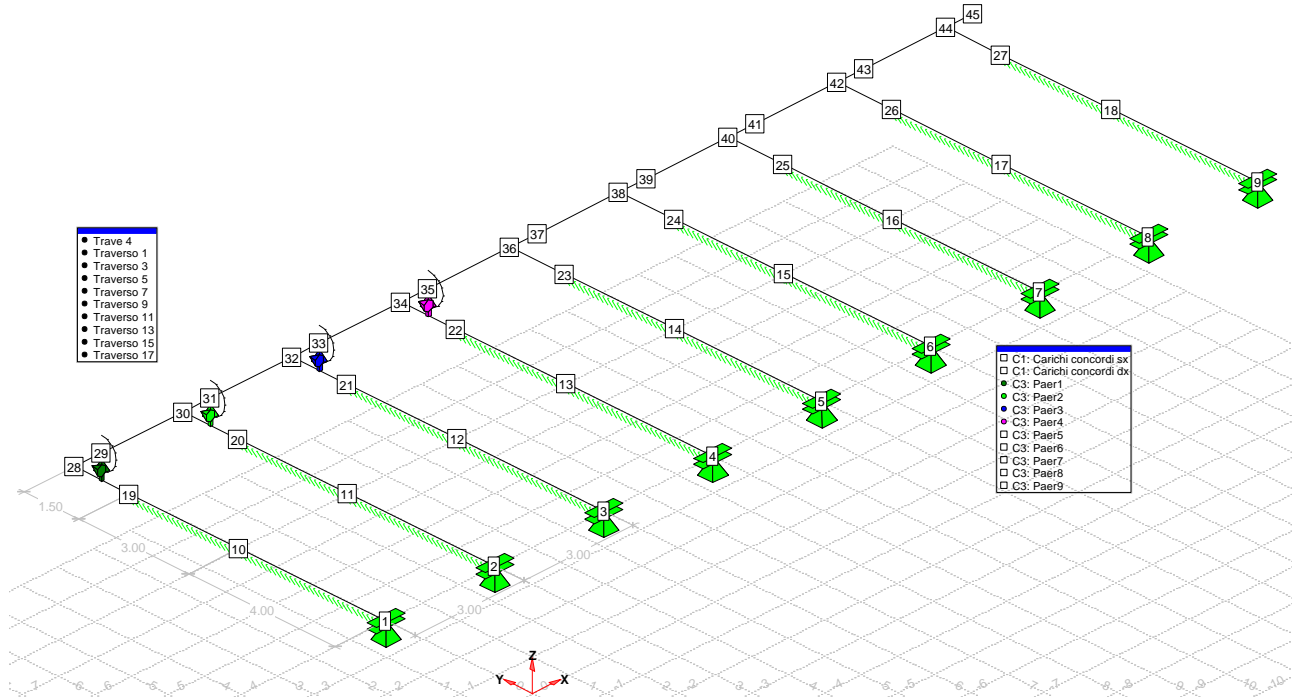 45
44
27
43
18
42
26
41
40
17
9
25
39
38
16
8
24
37
36
15
7
23
35
34
14
6
22
33
32
13
5
21
31
30
12
4
20
29
28
11
3
19
10
2
1
Trave 4
Traverso 1
Traverso 3
Traverso 5
Traverso 7
Traverso 9
Traverso 11
Traverso 13
Traverso 15
Traverso 17
C1: Carichi concordi sx
C1: Carichi concordi dx
C3: Paer1
C3: Paer2
C3: Paer3
C3: Paer4
C3: Paer5
C3: Paer6
C3: Paer7
C3: Paer8
C3: Paer9
1.50
3.00
4.00
3.00
3.00
Z
Y
X